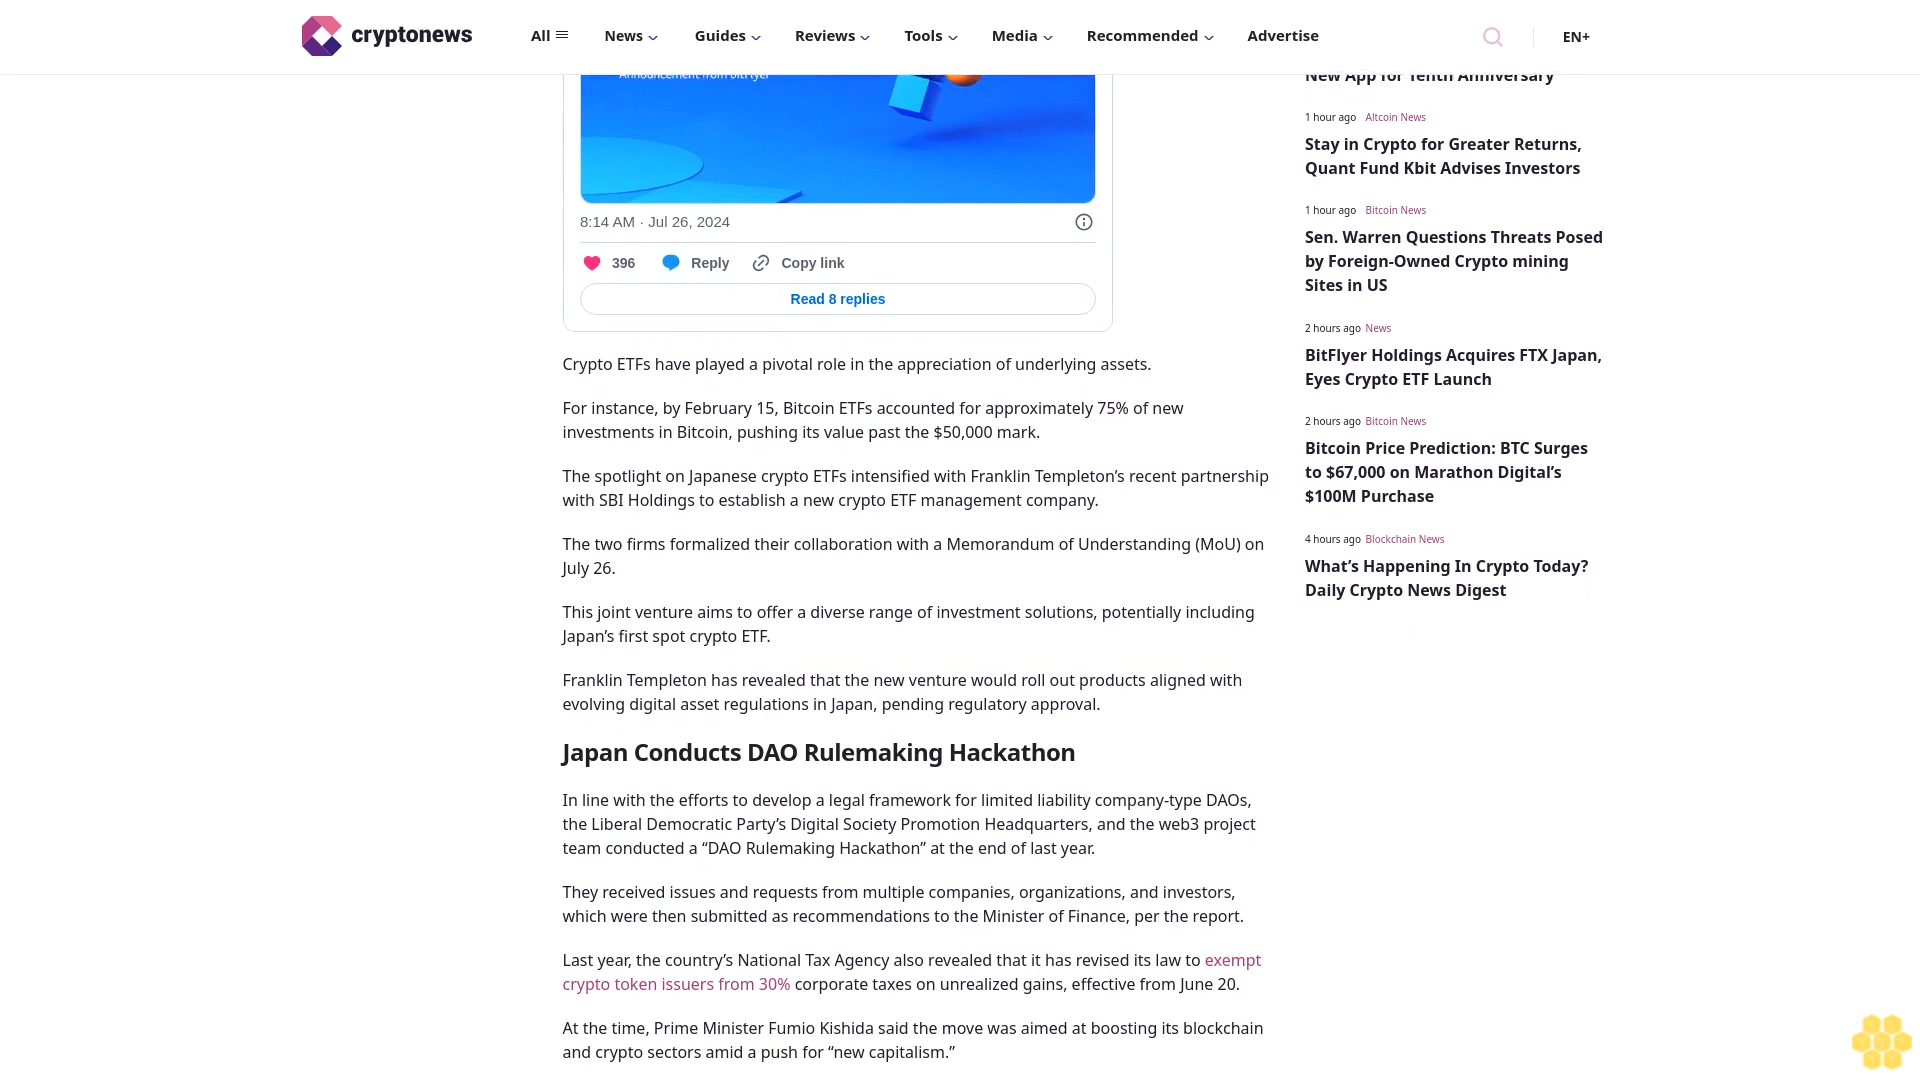 cryptonews
All
News
Guides
Reviews
Tools
Media
Recommended
Advertise
EN+
Announcement from bitFlyer
8:14 AM · Jul 26, 2024
396
Reply
Copy link
Read 8 replies
Crypto ETFs have played a pivotal role in the appreciation of underlying assets.
For instance, by February 15, Bitcoin ETFs accounted for approximately 75% of new
investments in Bitcoin, pushing its value past the $50,000 mark.
The spotlight on Japanese crypto ETFs intensified with Franklin Templeton’s recent partnership
with SBI Holdings to establish a new crypto ETF management company.
The two firms formalized their collaboration with a Memorandum of Understanding (MoU) on
July 26.
This joint venture aims to offer a diverse range of investment solutions, potentially including
Japan’s first spot crypto ETF.
Franklin Templeton has revealed that the new venture would roll out products aligned with
evolving digital asset regulations in Japan, pending regulatory approval.
Japan Conducts DAO Rulemaking Hackathon
In line with the efforts to develop a legal framework for limited liability company-type DAOs,
the Liberal Democratic Party’s Digital Society Promotion Headquarters, and the web3 project
team conducted a “DAO Rulemaking Hackathon” at the end of last year.
They received issues and requests from multiple companies, organizations, and investors,
which were then submitted as recommendations to the Minister of Finance, per the report.
Last year, the country’s National Tax Agency also revealed that it has revised its law to exempt
crypto token issuers from 30% corporate taxes on unrealized gains, effective from June 20.
At the time, Prime Minister Fumio Kishida said the move was aimed at boosting its blockchain
and crypto sectors amid a push for “new capitalism.”
New App for Tenth Anniversary
1 hour ago Altcoin News
Stay in Crypto for Greater Returns,
Quant Fund Kbit Advises Investors
1 hour ago Bitcoin News
Sen. Warren Questions Threats Posed
by Foreign-Owned Crypto mining
Sites in US
2 hours ago News
BitFlyer Holdings Acquires FTX Japan,
Eyes Crypto ETF Launch
2 hours ago Bitcoin News
Bitcoin Price Prediction: BTC Surges
to $67,000 on Marathon Digital’s
$100M Purchase
4 hours ago Blockchain News
What’s Happening In Crypto Today?
Daily Crypto News Digest